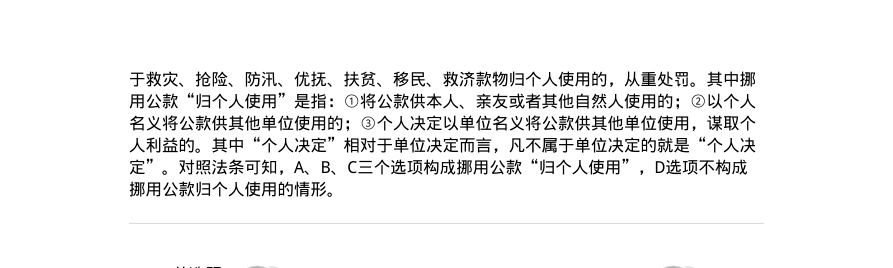 于救灾、抢险、防汛、优抚、扶贫、移民、救济款物归个人使用的，从重处罚。其中挪
用公款“归个人使用”是指：①将公款供本人、亲友或者其他自然人使用的；②以个人
名义将公款供其他单位使用的；③个人决定以单位名义将公款供其他单位使用，谋取个
人利益的。其中“个人决定”相对于单位决定而言，凡不属于单位决定的就是“个人决
定”。对照法条可知，A、B、C三个选项构成挪用公款“归个人使用”，D选项不构成
挪用公款归个人使用的情形。